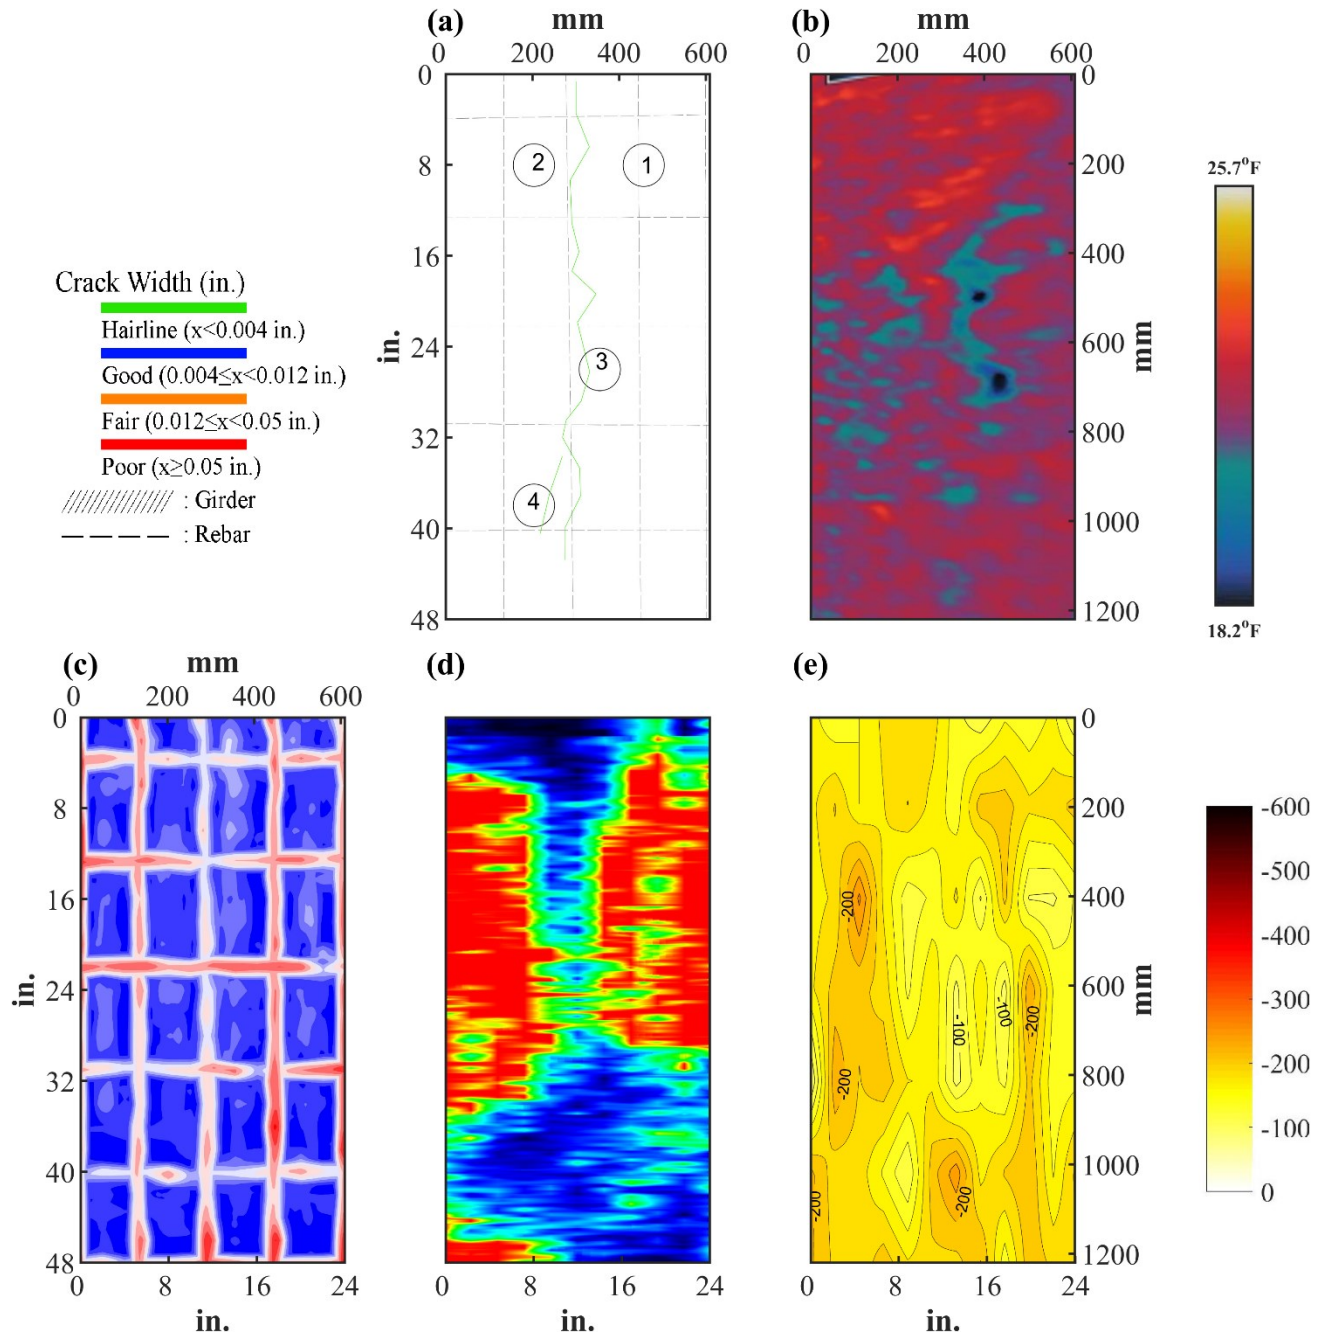 (a)
mm
0 200 400 600
0
8
16
24
32
40
48
in.
2
1
3
4
(b)
mm
0 200 400 600
0
200
400
600
800
1000
1200
mm
25.7°F
18.2°F
Crack Width (in.)
Hairline (x<0.004 in.)
Good (0.004≤x<0.012 in.)
Fair (0.012≤x<0.05 in.)
Poor (x≥0.05 in.)
: Girder
: Rebar
(c)
mm
0 200 400 600
0
8
16
24
32
40
48
in.
0 8 16 24
in.
(d)
0 8 16 24
in.
(e)
-200
-100
-100
-200
-200
-200
-200
0
200
400
600
800
1000
1200
mm
0 8 16 24
in.
-600
-500
-400
-300
-200
-100
0